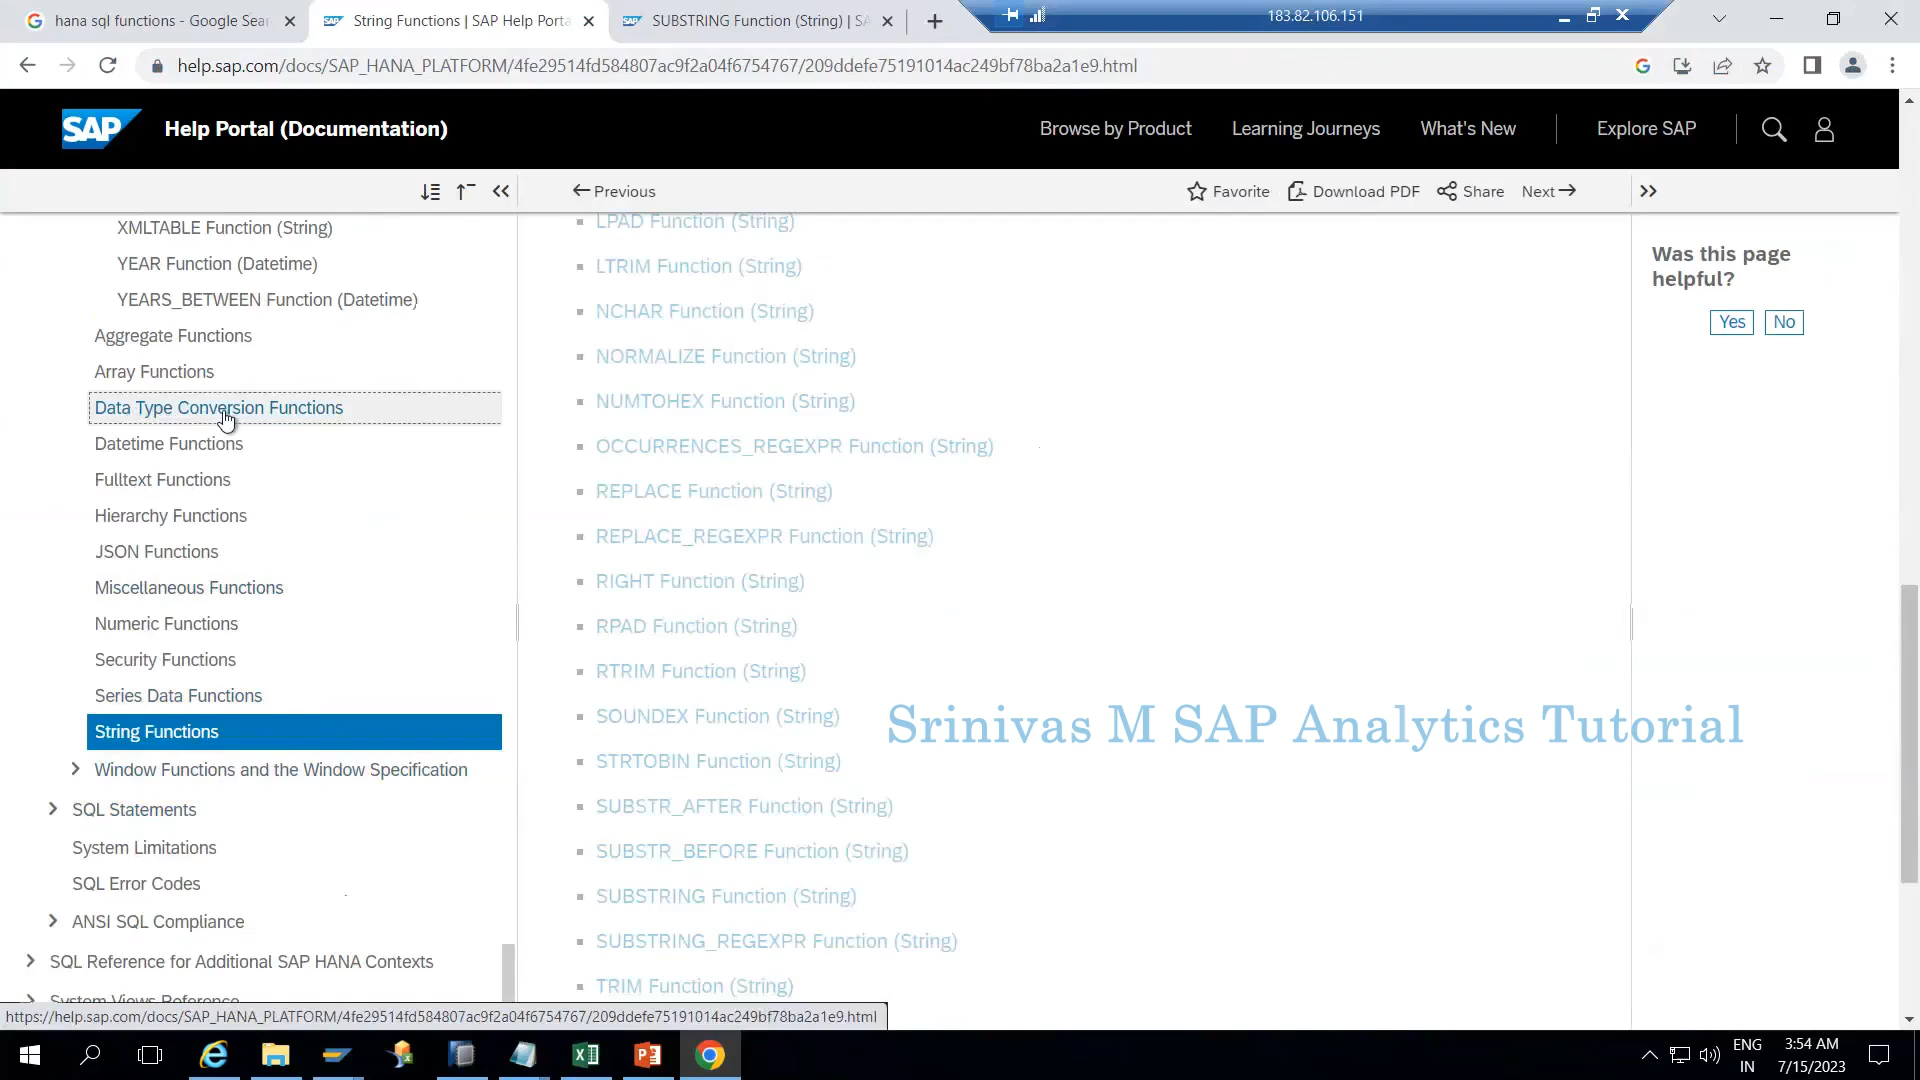 hana sql functions - Google Sear
String Functions | SAP Help Porta
SUBSTRING Function (String) | SA
183.82.106.151
help.sap.com/docs/SAP_HANA_PLATFORM/4fe29514fd584807ac9f2a04f6754767/209ddefe75191014ac249bf78ba2a1e9.html
SAP
Help Portal (Documentation)
Browse by Product
Learning Journeys
What's New
Explore SAP
Previous
Favorite
Download PDF
Share
Next
XMLTABLE Function (String)
YEAR Function (Datetime)
YEARS_BETWEEN Function (Datetime)
Aggregate Functions
Array Functions
Data Type Conversion Functions
Datetime Functions
Fulltext Functions
Hierarchy Functions
JSON Functions
Miscellaneous Functions
Numeric Functions
Security Functions
Series Data Functions
String Functions
Window Functions and the Window Specification
SQL Statements
System Limitations
SQL Error Codes
ANSI SQL Compliance
SQL Reference for Additional SAP HANA Contexts
System Views Reference
LPAD Function (String)
LTRIM Function (String)
NCHAR Function (String)
NORMALIZE Function (String)
NUMTOHEX Function (String)
OCCURRENCES_REGEXPR Function (String)
REPLACE Function (String)
REPLACE_REGEXPR Function (String)
RIGHT Function (String)
RPAD Function (String)
RTRIM Function (String)
SOUNDEX Function (String)
STRTOBIN Function (String)
SUBSTR_AFTER Function (String)
SUBSTR_BEFORE Function (String)
SUBSTRING Function (String)
SUBSTRING_REGEXPR Function (String)
TRIM Function (String)
Was this page
helpful?
Yes
No
Srinivas M SAP Analytics Tutorial
https://help.sap.com/docs/SAP_HANA_PLATFORM/4fe29514fd584807ac9f2a04f6754767/209ddefe75191014ac249bf78ba2a1e9.html
ENG
IN
3:54 AM
7/15/2023